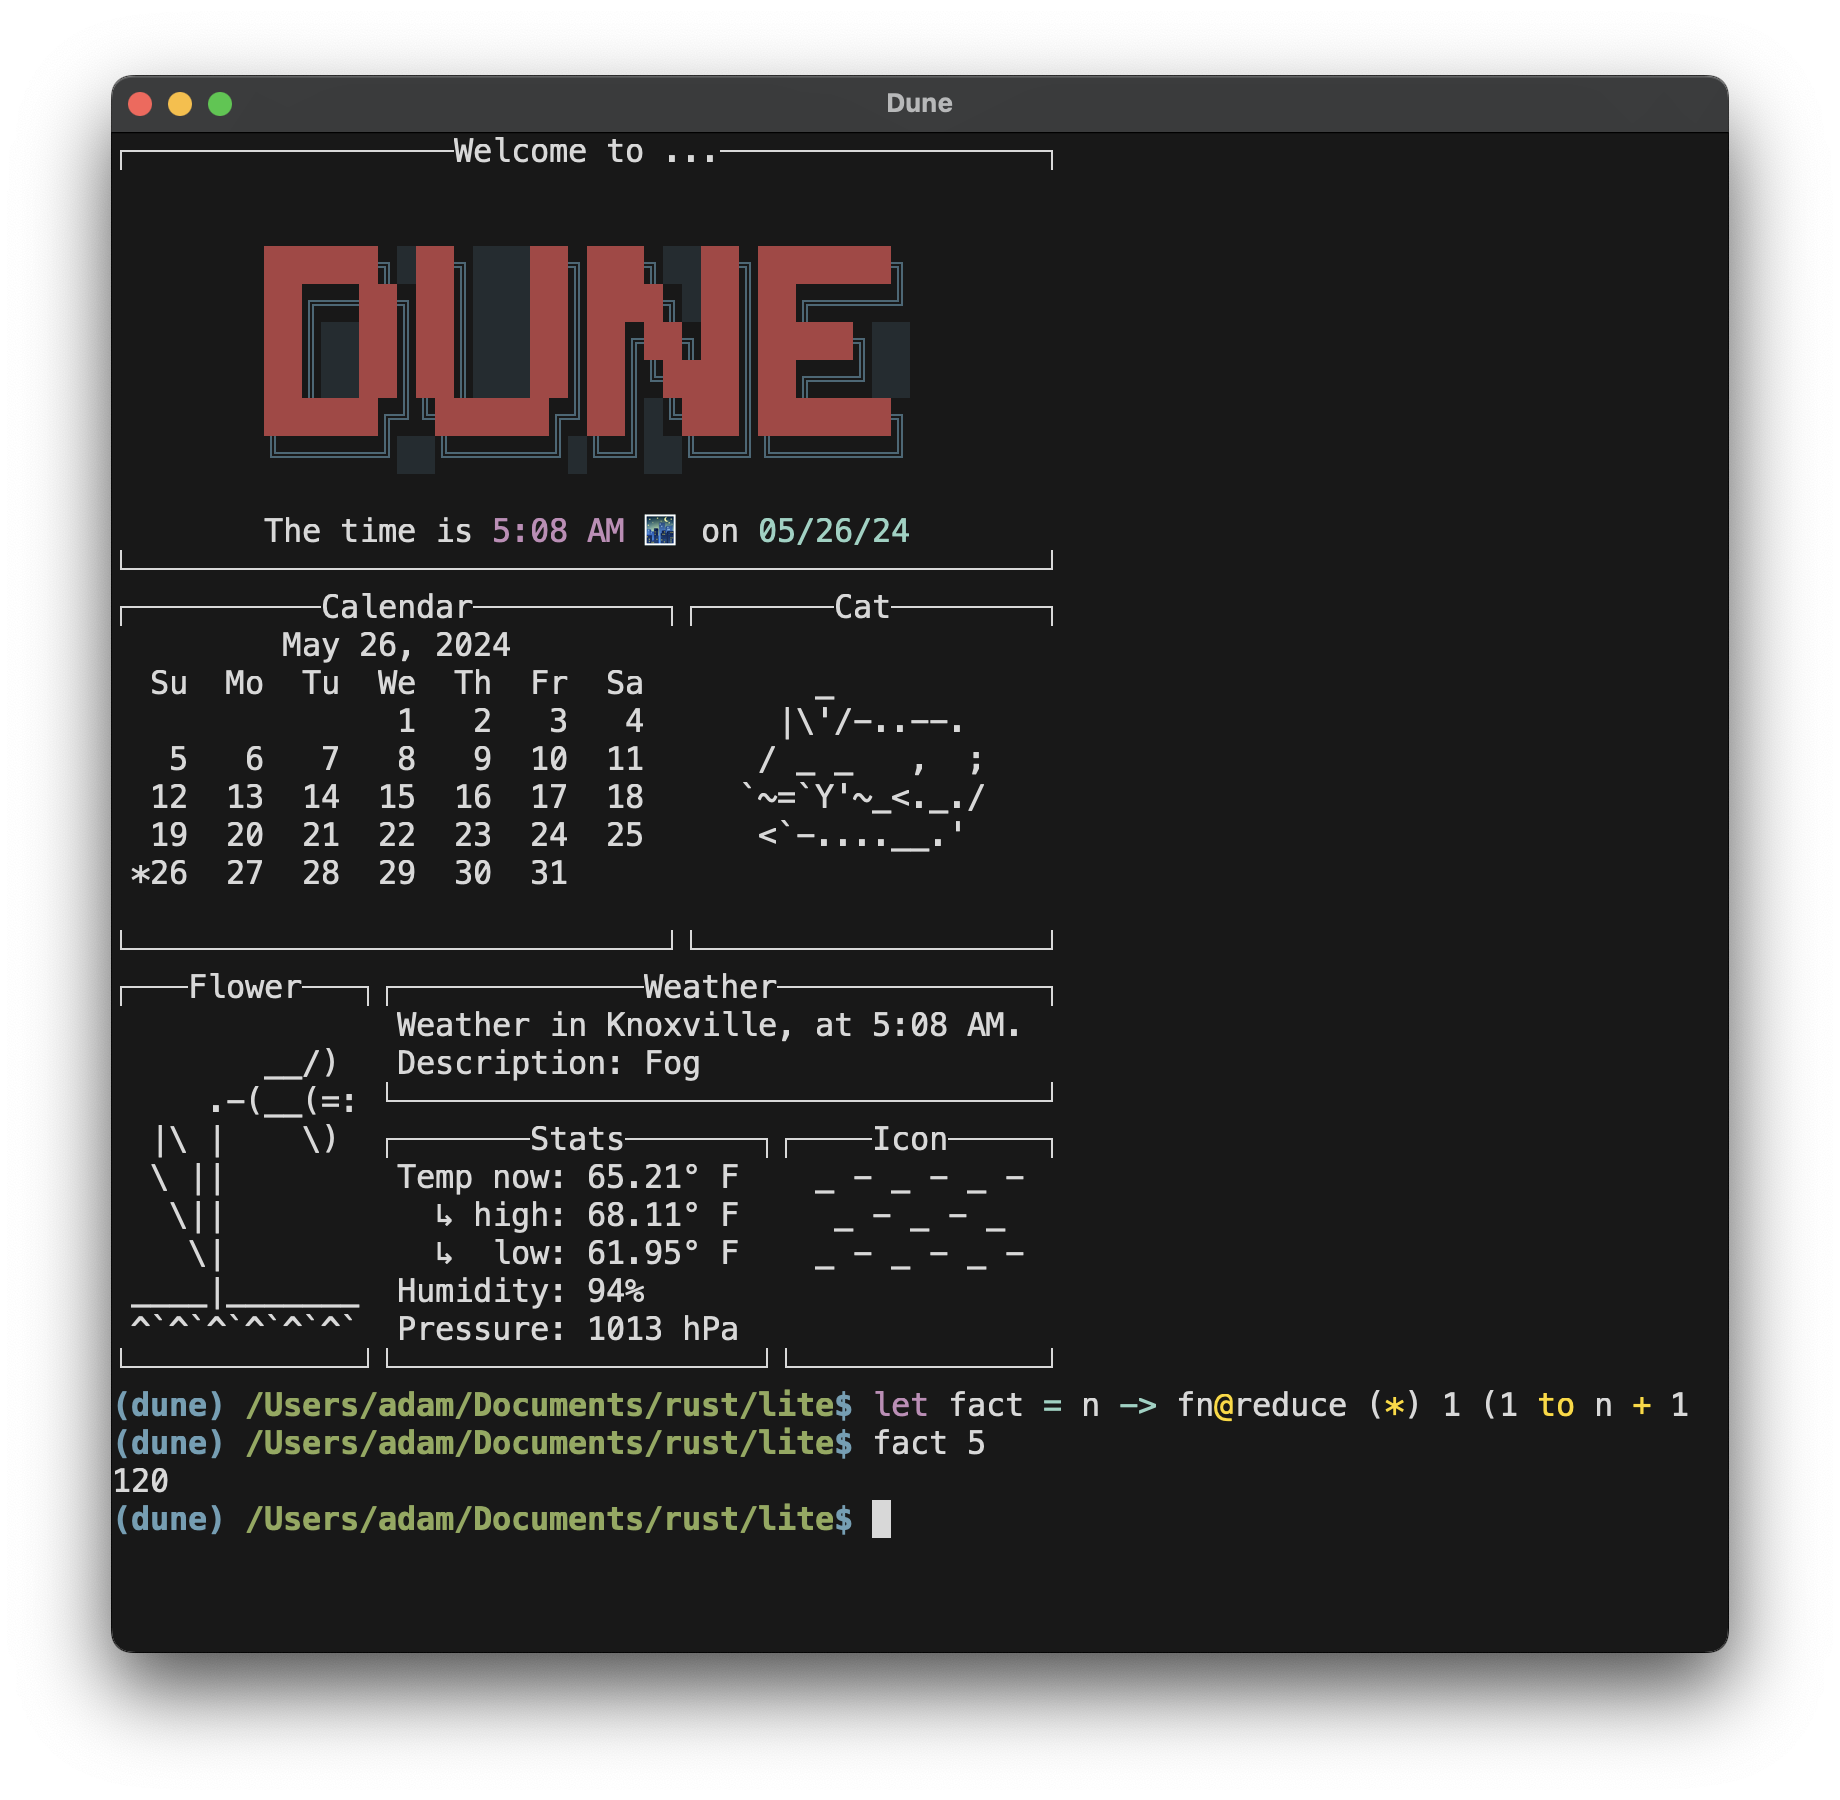 Dune
Welcome to ...
DUNE
The time is 5:08 AM 🌃 on 05/26/24
Calendar
May 26, 2024
Su Mo Tu We Th Fr Sa
1 2 3 4
5 6 7 8 9 10 11
12 13 14 15 16 17 18
19 20 21 22 23 24 25
*26 27 28 29 30 31
Cat
       _
     |\'/-..--.
    / _ _   ,  ;
   `~=`Y'~_<._./
    <`-....__.'
Flower
       __/)
    .-(__(=:
 |\ |    \)
 \ ||
  \||
   \|
____|_______
^`^`^`^`^`^`
Weather
Weather in Knoxville, at 5:08 AM.
Description: Fog
Stats
Temp now: 65.21° F
↳ high: 68.11° F
↳  low: 61.95° F
Humidity: 94%
Pressure: 1013 hPa
Icon
_ - _ - _ -
 _ - _ - _
_ - _ - _ -
(dune) /Users/adam/Documents/rust/lite$ let fact = n -> fn@reduce (*) 1 (1 to n + 1
(dune) /Users/adam/Documents/rust/lite$ fact 5
120
(dune) /Users/adam/Documents/rust/lite$